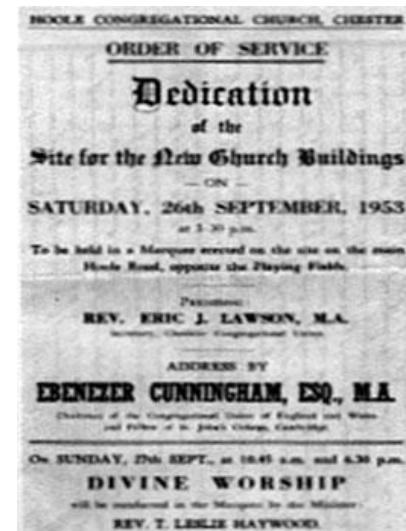 HOOLE CONGREGATIONAL CHURCH, CHESTER
ORDER OF SERVICE
Dedication
of the
Site for the New Church Buildings
— ON —
SATURDAY, 26th SEPTEMBER, 1953
at 3-30 p.m.
To be held in a Marquee erected on the site on the main
Hoole Road, opposite the Playing Fields.
REV. ERIC J. LAWSON, M.A.
Secretary, Cheshire Congregational Union.
ADDRESS BY
EBENEZER CUNNINGHAM, ESQ., M.A.
Chairman of the Congregational Union of England and Wales
and Fellow of St. John's College, Cambridge.
On SUNDAY, 27th SEPT., at 10.45 a.m. and 6.30 p.m.
DIVINE WORSHIP
will be conducted in the Marquee by the Minister
REV. T. LESLIE HAYWOOD.